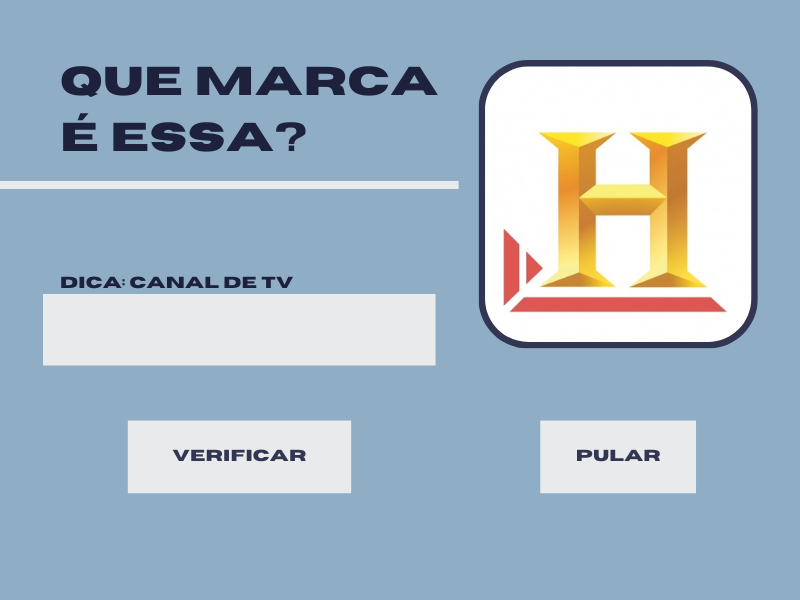 QUE MARCA
É ESSA?
H
DICA: CANAL DE TV
VERIFICAR
PULAR